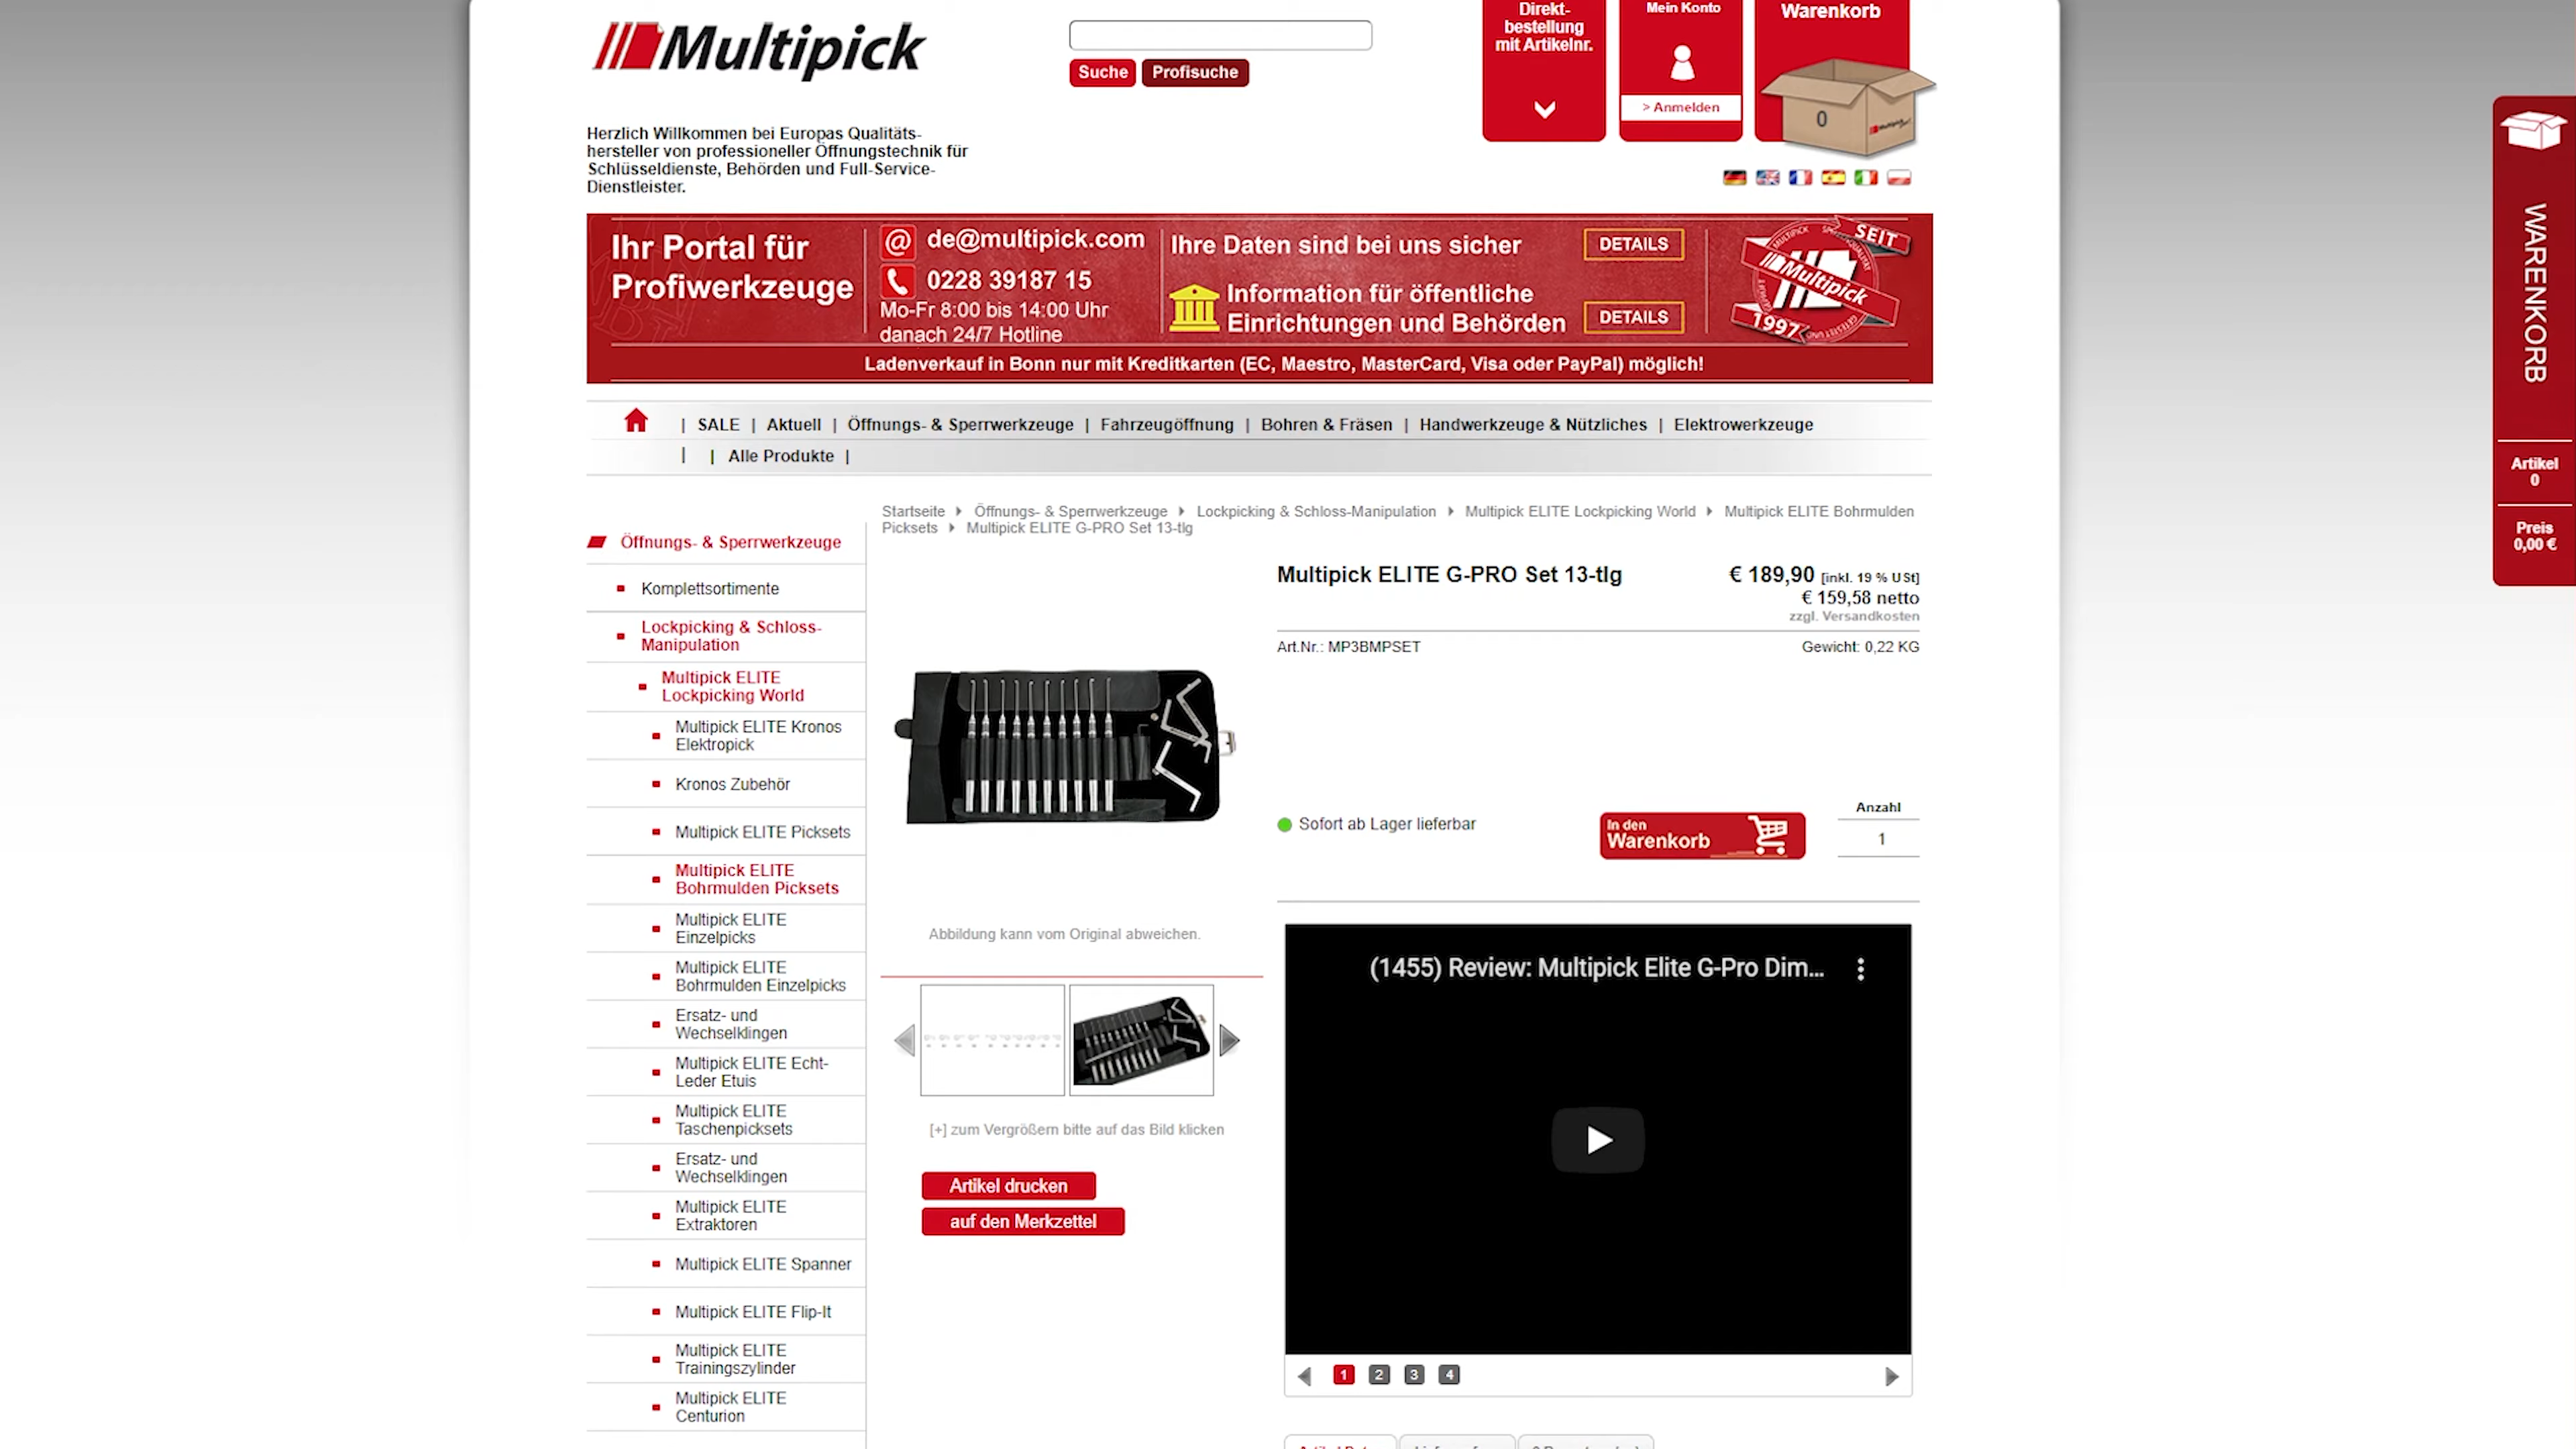 Multipick
Suche
Profisuche
Direkt-
bestellung
mit Artikelnr.
Mein Konto
> Anmelden
Warenkorb
0
Herzlich Willkommen bei Europas Qualitäts-
hersteller von professioneller Öffnungstechnik für
Schlüsseldienste, Behörden und Full-Service-
Dienstleister.
Ihr Portal für
Profiwerkzeuge
@ de@multipick.com
0228 39187 15
Mo-Fr 8:00 bis 14:00 Uhr
danach 24/7 Hotline
Ihre Daten sind bei uns sicher
DETAILS
Information für öffentliche
Einrichtungen und Behörden
DETAILS
SEIT
Multipick
1997
Ladenverkauf in Bonn nur mit Kreditkarten (EC, Maestro, MasterCard, Visa oder PayPal) möglich!
WARENKORB
Artikel
0
Preis
0,00 €
| SALE | Aktuell | Öffnungs- & Sperrwerkzeuge | Fahrzeugöffnung | Bohren & Fräsen | Handwerkzeuge & Nützliches | Elektrowerkzeuge
| | Alle Produkte |
Startseite Öffnungs- & Sperrwerkzeuge Lockpicking & Schloss-Manipulation Multipick ELITE Lockpicking World Multipick ELITE Bohrmulden
Picksets Multipick ELITE G-PRO Set 13-tlg
Öffnungs- & Sperrwerkzeuge
Komplettsortimente
Lockpicking & Schloss-
Manipulation
Multipick ELITE
Lockpicking World
Multipick ELITE Kronos
Elektropick
Kronos Zubehör
Multipick ELITE Picksets
Multipick ELITE
Bohrmulden Picksets
Multipick ELITE
Einzelpicks
Multipick ELITE
Bohrmulden Einzelpicks
Ersatz- und
Wechselklingen
Multipick ELITE Echt-
Leder Etuis
Multipick ELITE
Taschenpicksets
Ersatz- und
Wechselklingen
Multipick ELITE
Extraktoren
Multipick ELITE Spanner
Multipick ELITE Flip-It
Multipick ELITE
Trainingszylinder
Multipick ELITE
Centurion
Abbildung kann vom Original abweichen.
[+] zum Vergrößern bitte auf das Bild klicken
Artikel drucken
auf den Merkzettel
Multipick ELITE G-PRO Set 13-tlg
€ 189,90 [inkl. 19 % USt]
€ 159,58 netto
zzgl. Versandkosten
Art.Nr.: MP3BMPSET
Gewicht: 0,22 KG
Sofort ab Lager lieferbar
In den
Warenkorb
Anzahl
1
(1455) Review: Multipick Elite G-Pro Dim...
1 2 3 4